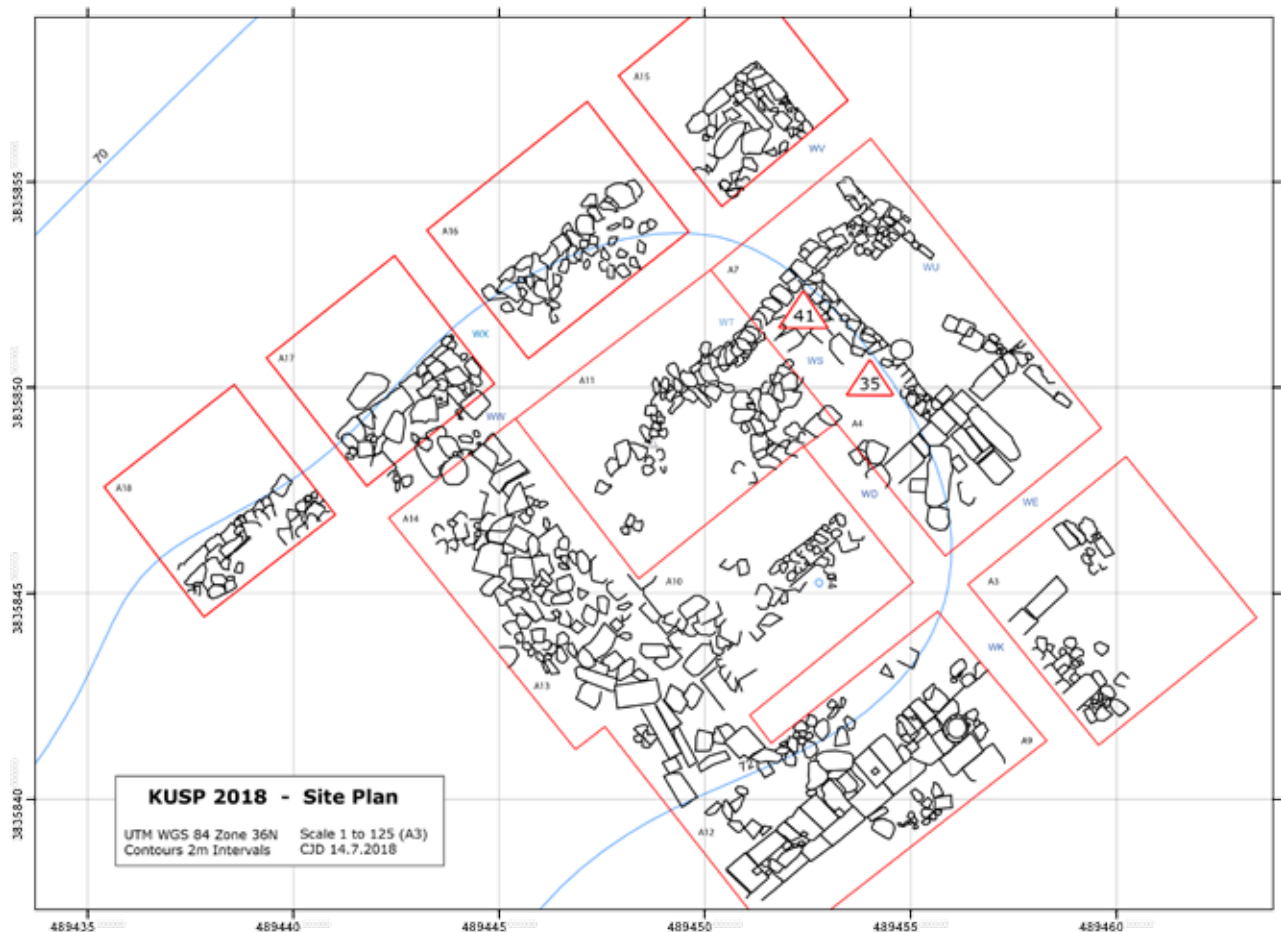 A15
WV
70
A16
A7
WU
WT
41
WX
A17
WS
A11
35
WW
A4
A18
WD
A14
WE
A10
A3
WK
A13
A9
72
A12
KUSP 2018 - Site Plan
UTM WGS 84 Zone 36N Scale 1 to 125 (A3)
Contours 2m Intervals CJD 14.7.2018
3835855
3835850
3835845
3835840
489435
489440
489445
489450
489455
489460